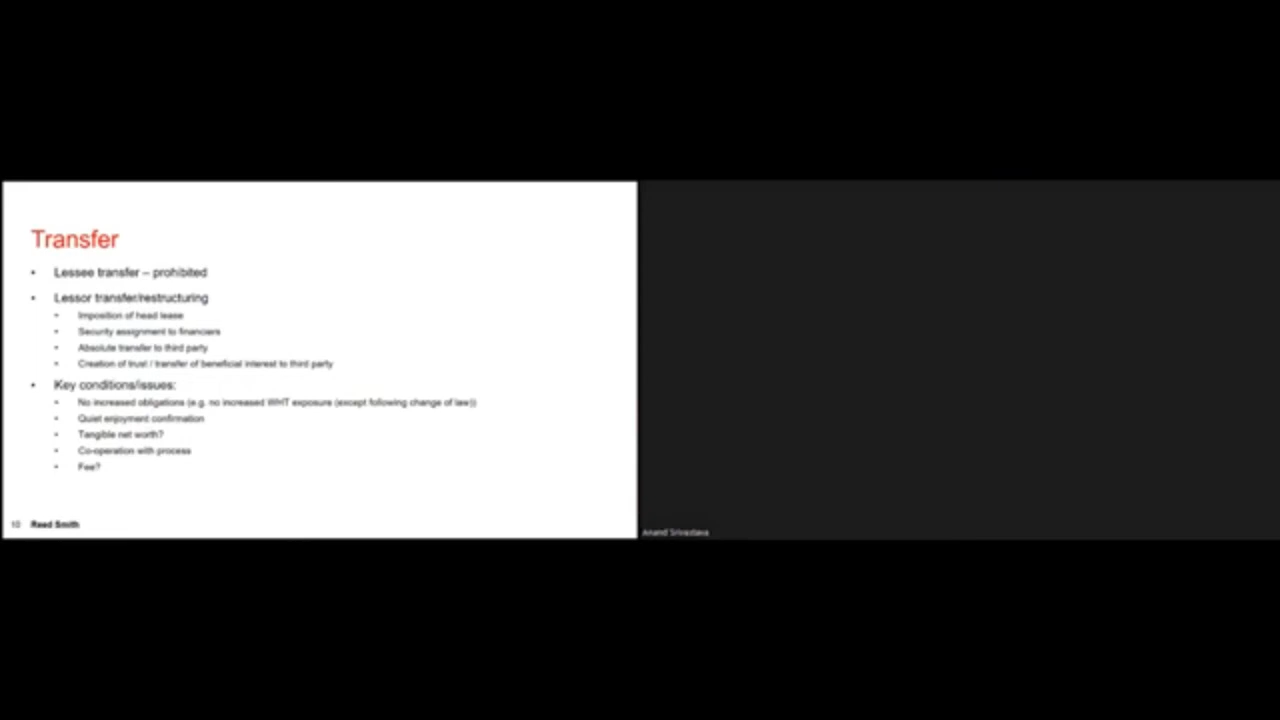 Transfer
• Lessee transfer – prohibited
• Lessor transfer/restructuring
• Imposition of head lease
• Security assignment to financiers
• Absolute transfer to third party
• Creation of trust / transfer of beneficial interest to third party
• Key conditions/issues:
• No increased obligations (e.g. no increased WHT exposure (except following change of law))
• Quiet enjoyment confirmation
• Tangible net worth?
• Co-operation with process
• Fee?
10 Reed Smith
Anand Srivastava